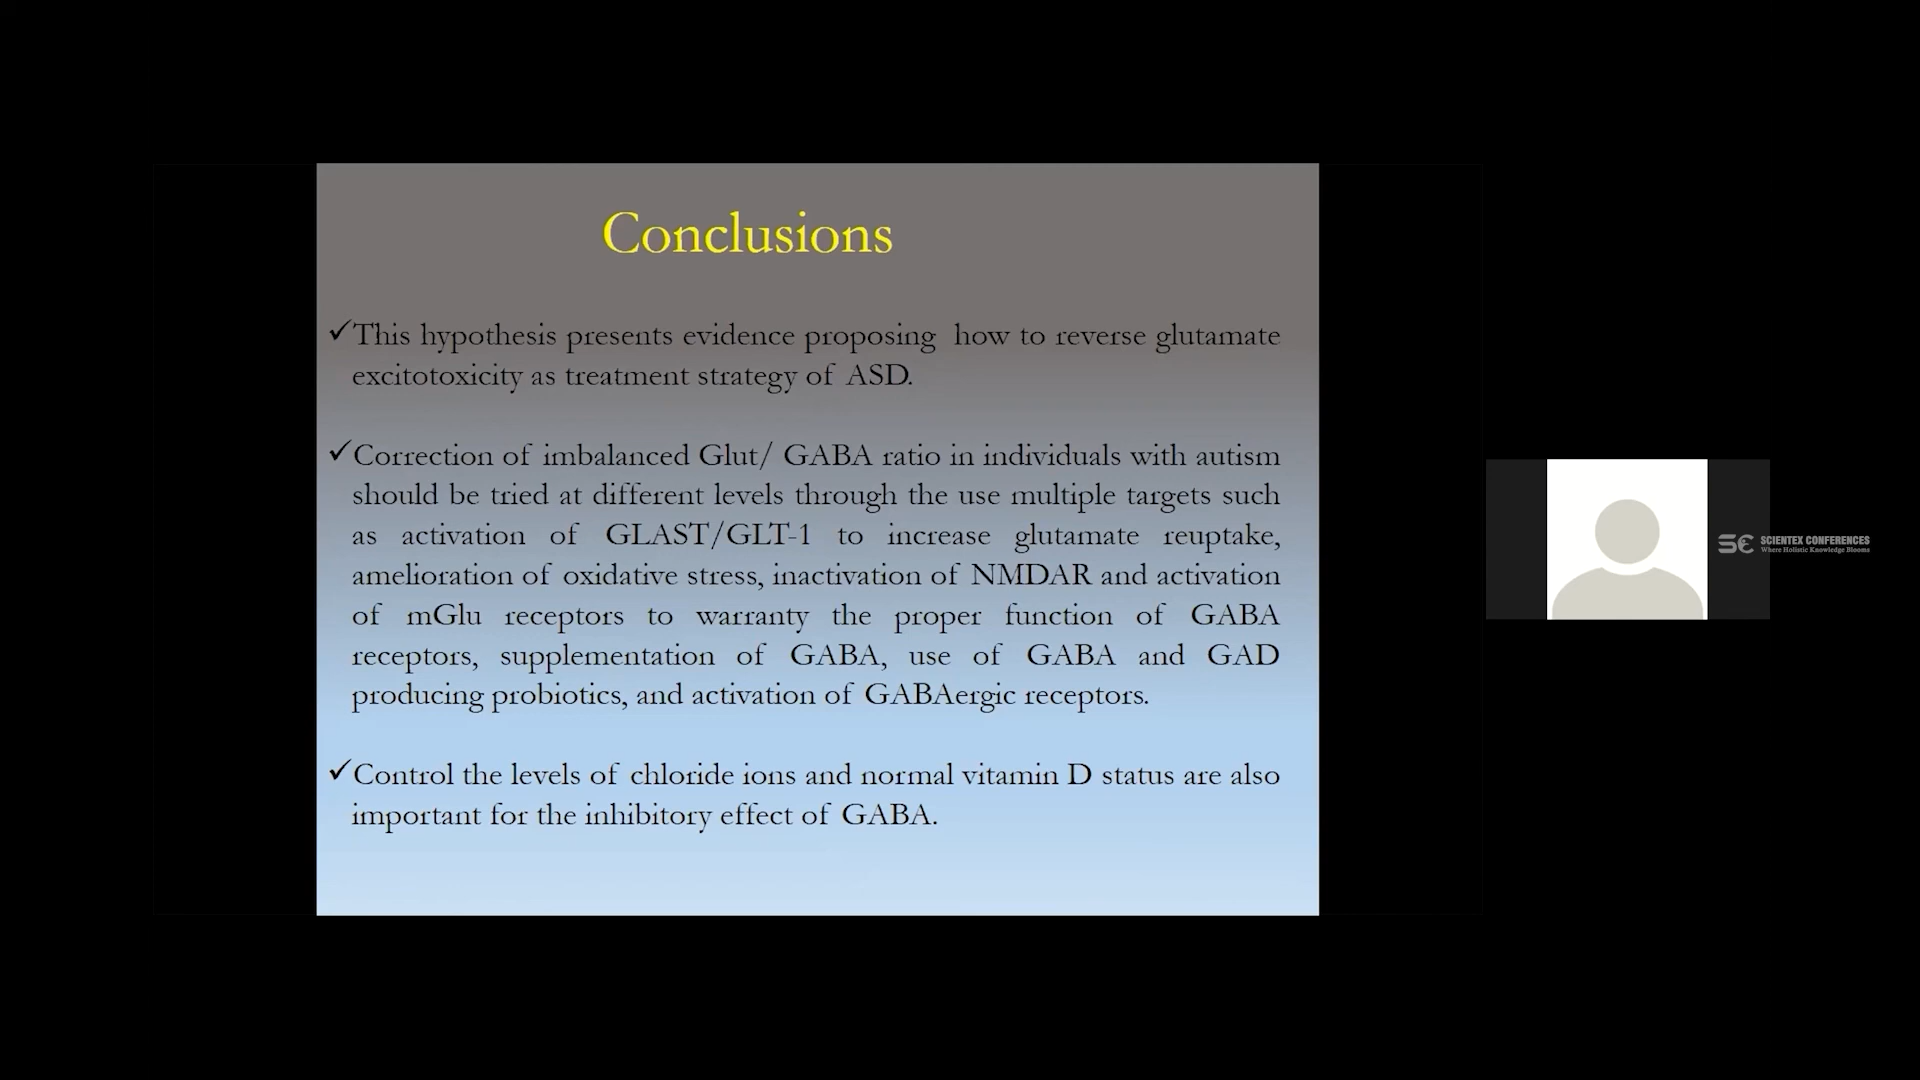 Conclusions
✓This hypothesis presents evidence proposing how to reverse glutamate
excitotoxicity as treatment strategy of ASD.
✓Correction of imbalanced Glut/ GABA ratio in individuals with autism
should be tried at different levels through the use multiple targets such
as activation of GLAST/GLT-1 to increase glutamate reuptake,
amelioration of oxidative stress, inactivation of NMDAR and activation
of mGlu receptors to warranty the proper function of GABA
receptors, supplementation of GABA, use of GABA and GAD
producing probiotics, and activation of GABAergic receptors.
✓Control the levels of chloride ions and normal vitamin D status are also
important for the inhibitory effect of GABA.
SCIENTEX CONFERENCES
Where Holistic Knowledge Blooms